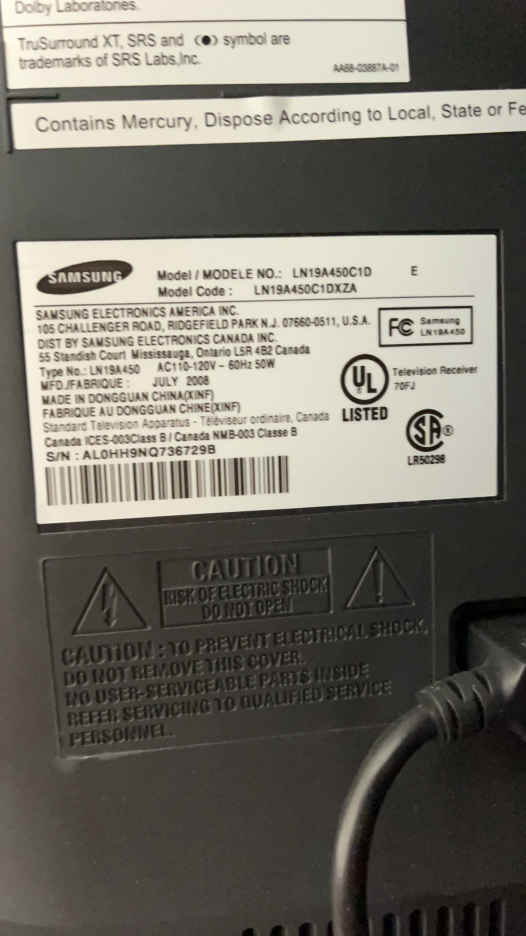 Dolby Laboratories.
TruSurround XT, SRS and (●) symbol are
trademarks of SRS Labs,Inc.
AA68-03887A-01
Contains Mercury, Dispose According to Local, State or Fe
SAMSUNG
Model / MODELE NO.: LN19A450C1D E
Model Code : LN19A450C1DXZA
SAMSUNG ELECTRONICS AMERICA INC.
105 CHALLENGER ROAD, RIDGEFIELD PARK N.J. 07660-0511, U.S.A.
DIST BY SAMSUNG ELECTRONICS CANADA INC.
55 Standish Court Mississauga, Ontario L5R 4B2 Canada
Type No.: LN19A450 AC110-120V ~ 60Hz 50W
MFD./FABRIQUE : JULY 2008
MADE IN DONGGUAN CHINA(XINF)
FABRIQUE AU DONGGUAN CHINE(XINF)
Standard Television Apparatus - Téléviseur ordinaire, Canada
Canada ICES-003Class B / Canada NMB-003 Classe B
S/N : AL0HH9NQ736729B
FC Samsung
LN19A450
UL
LISTED
Television Receiver
70FJ
SA ®
LR50298
CAUTION
RISK OF ELECTRIC SHOCK
DO NOT OPEN
CAUTION : TO PREVENT ELECTRICAL SHOCK,
DO NOT REMOVE THIS COVER.
NO USER-SERVICEABLE PARTS INSIDE
REFER SERVICING TO QUALIFIED SERVICE
PERSONNEL.